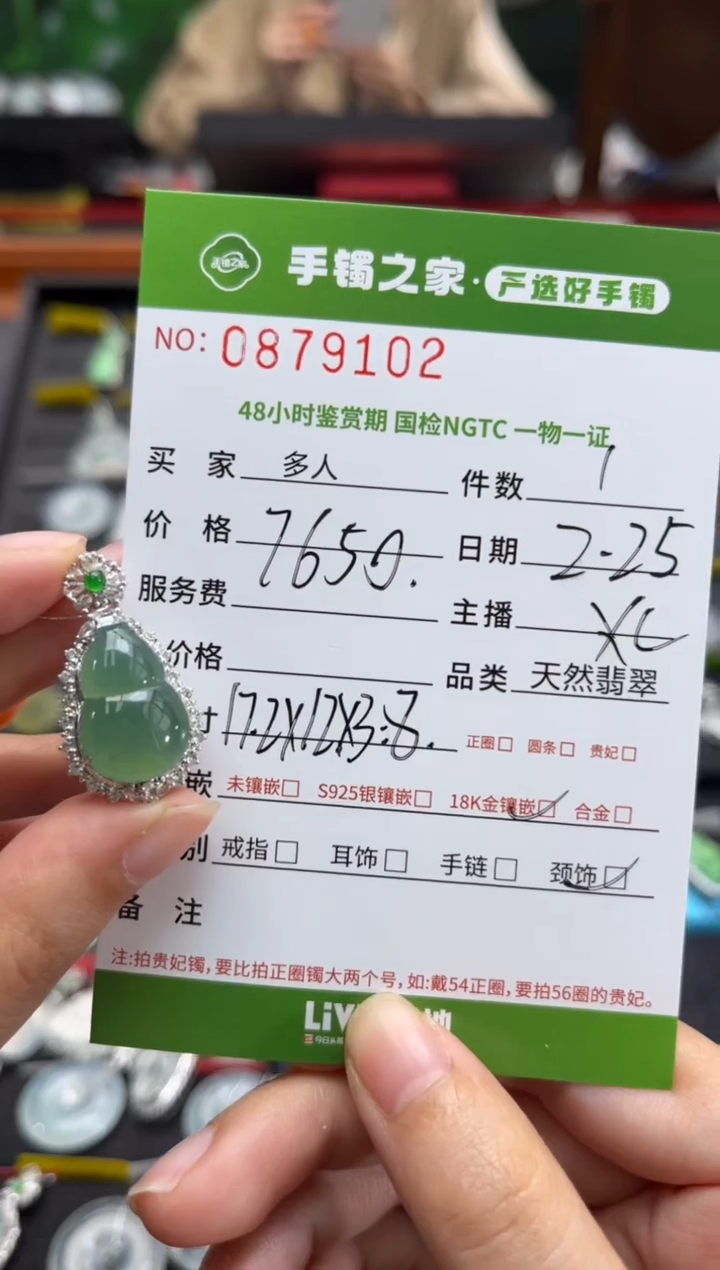 手镯之家·严选好手镯
NO: 0879102
48小时鉴赏期 国检NGTC 一物一证
买 家 多人 件数 1
价 格 7650. 日期 2-25
服务费 主播 XC
价格 品类 天然翡翠
寸 17.2X12X3.8. 正圈□ 圆条□ 贵妃□
嵌 未镶嵌□ S925银镶嵌□ 18K金镶嵌☑ 合金□
别 戒指□ 耳饰□ 手链□ 颈饰☑
备 注
注:拍贵妃镯,要比拍正圈镯大两个号,如:戴54正圈,要拍56圈的贵妃。